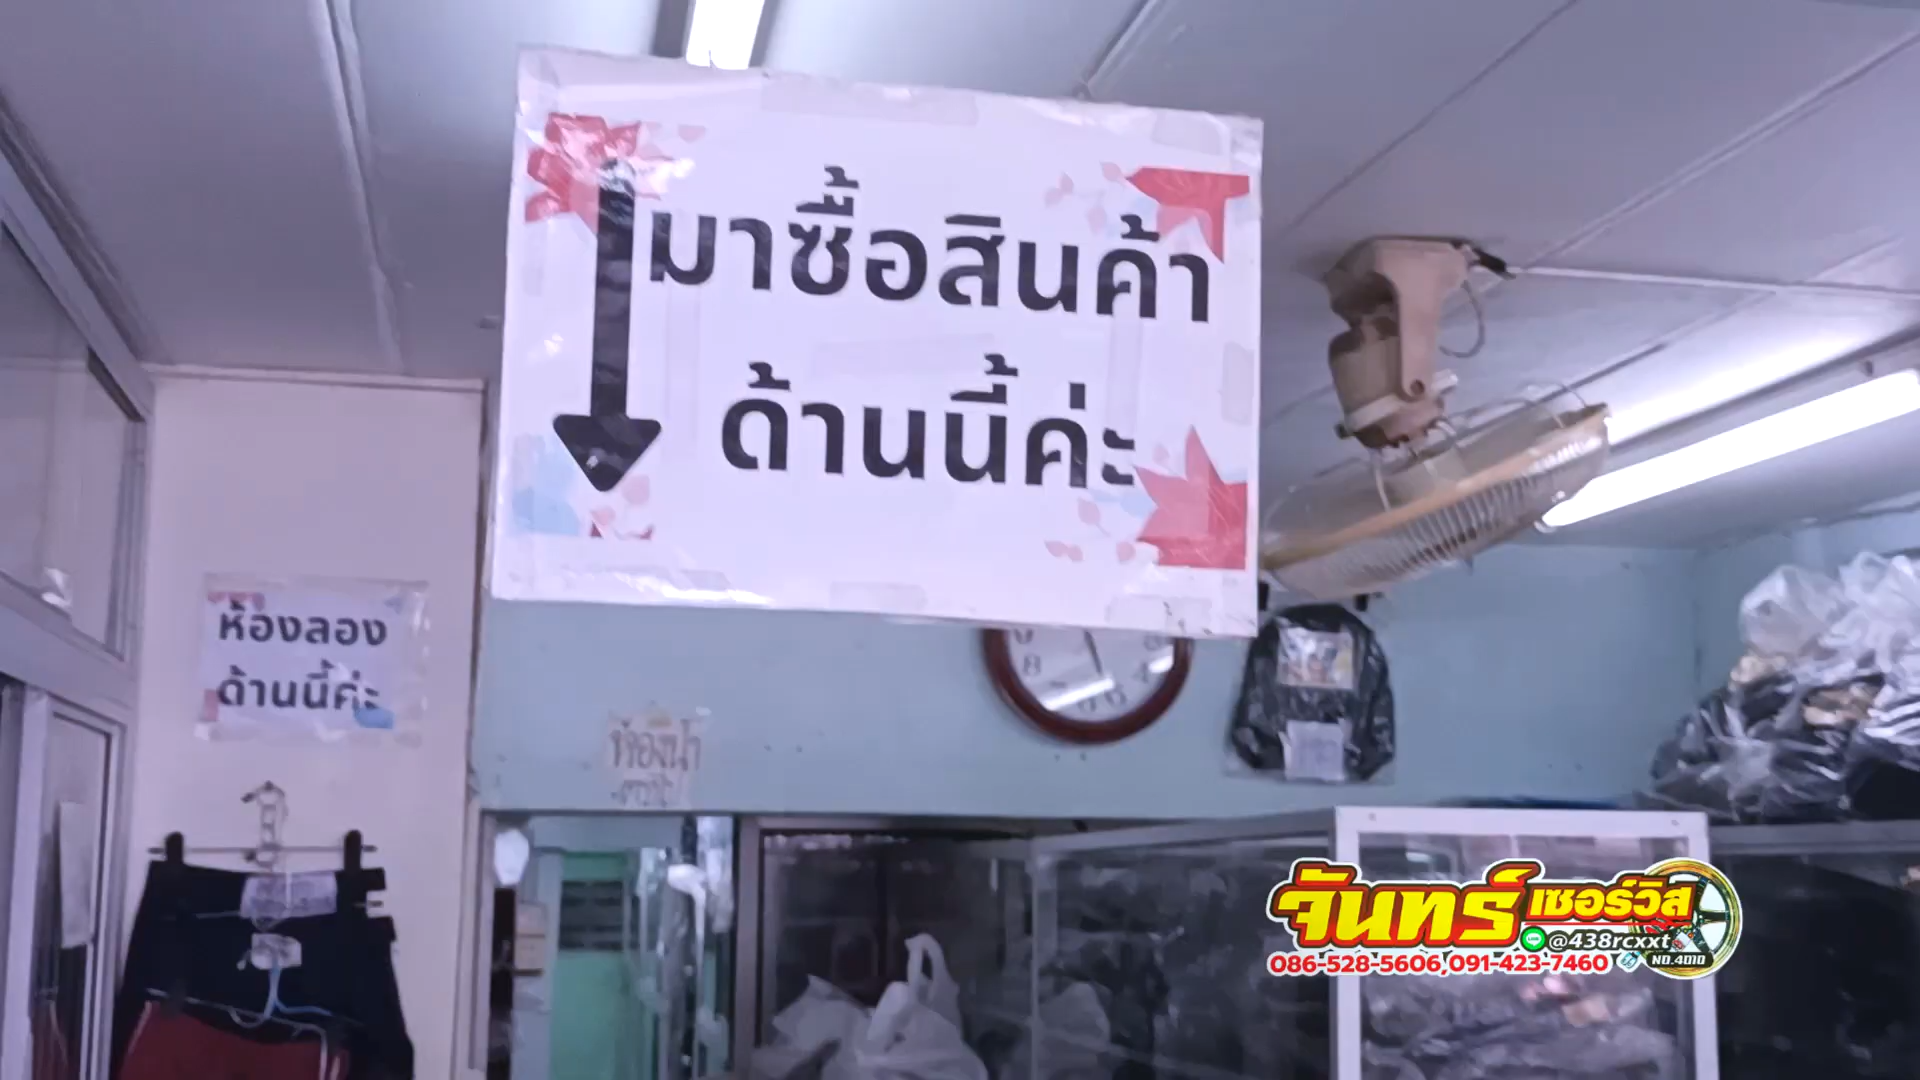 มาซื้อสินค้า
ด้านนี้ค่ะ
ห้องลอง
ด้านนี้ค่ะ
ห้องน้ำ
จันทร์เซอร์วิส
@438rcxxt
NO.4010
086-528-5606,091-423-7460